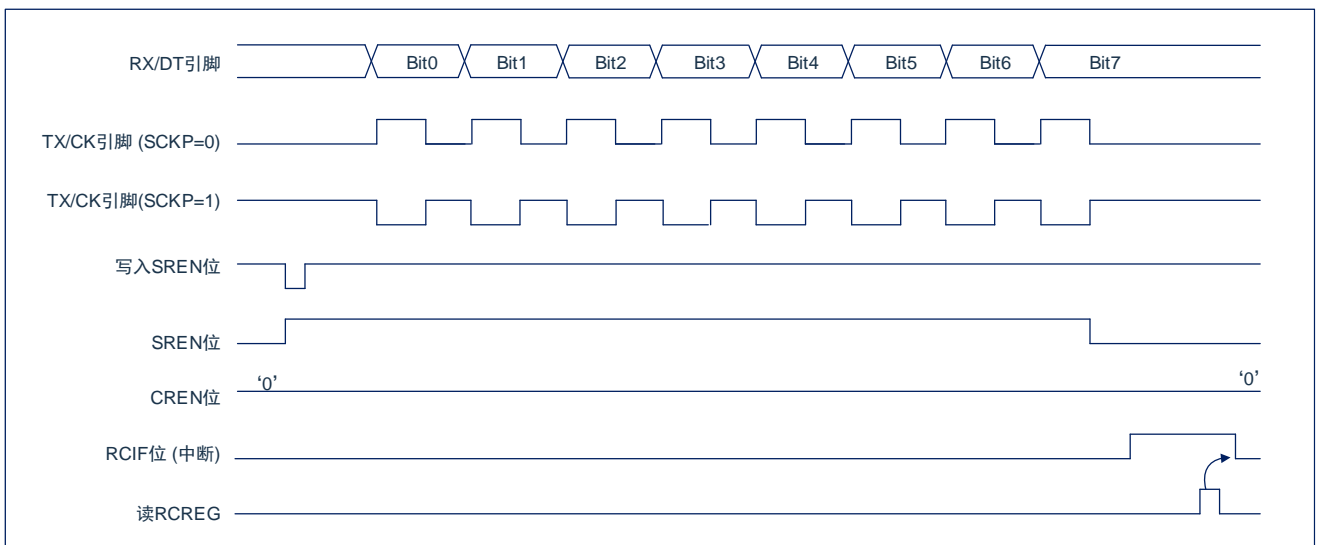 RX/DT引脚 Bit0 Bit1 Bit2 Bit3 Bit4 Bit5 Bit6 Bit7
TX/CK引脚 (SCKP=0)
TX/CK引脚(SCKP=1)
写入SREN位
SREN位
CREN位 ‘0’ ‘0’
RCIF位 (中断)
读RCREG